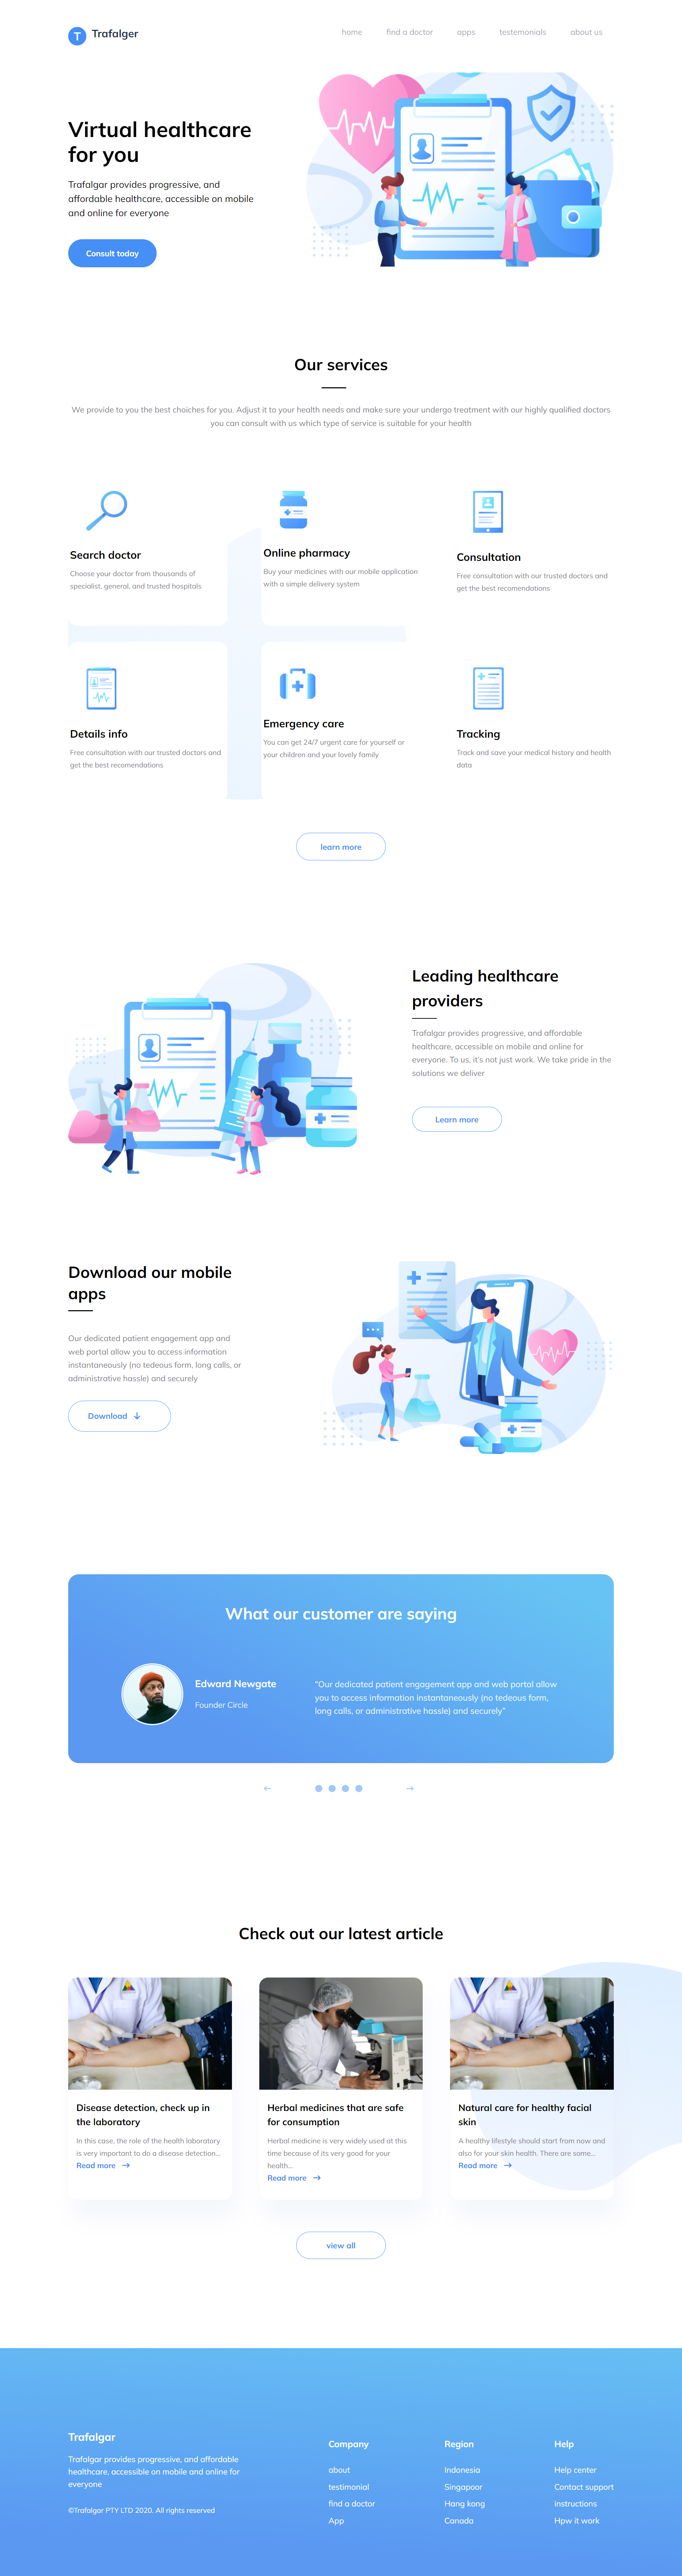 T Trafalger
home find a doctor apps testemonials about us
Virtual healthcare
for you
Trafalgar provides progressive, and
affordable healthcare, accessible on mobile
and online for everyone
Consult today
Our services
We provide to you the best choiches for you. Adjust it to your health needs and make sure your undergo treatment with our highly qualified doctors
you can consult with us which type of service is suitable for your health
Search doctor
Choose your doctor from thousands of
specialist, general, and trusted hospitals
Online pharmacy
Buy your medicines with our mobile application
with a simple delivery system
Consultation
Free consultation with our trusted doctors and
get the best recomendations
Details info
Free consultation with our trusted doctors and
get the best recomendations
Emergency care
You can get 24/7 urgent care for yourself or
your children and your lovely family
Tracking
Track and save your medical history and health
data
learn more
Leading healthcare
providers
Trafalgar provides progressive, and affordable
healthcare, accessible on mobile and online for
everyone. To us, it's not just work. We take pride in the
solutions we deliver
Learn more
Download our mobile
apps
Our dedicated patient engagement app and
web portal allow you to access information
instantaneously (no tedeous form, long calls, or
administrative hassle) and securely
Download ↓
What our customer are saying
Edward Newgate
Founder Circle
"Our dedicated patient engagement app and web portal allow
you to access information instantaneously (no tedeous form,
long calls, or administrative hassle) and securely"
Check out our latest article
Disease detection, check up in
the laboratory
In this case, the role of the health laboratory
is very important to do a disease detection...
Read more →
Herbal medicines that are safe
for consumption
Herbal medicine is very widely used at this
time because of its very good for your
health...
Read more →
Natural care for healthy facial
skin
A healthy lifestyle should start from now and
also for your skin health. There are some...
Read more →
view all
Trafalgar
Trafalgar provides progressive, and affordable
healthcare, accessible on mobile and online for
everyone
©Trafalgar PTY LTD 2020. All rights reserved
Company
about
testimonial
find a doctor
App
Region
Indonesia
Singapoor
Hang kong
Canada
Help
Help center
Contact support
instructions
Hpw it work